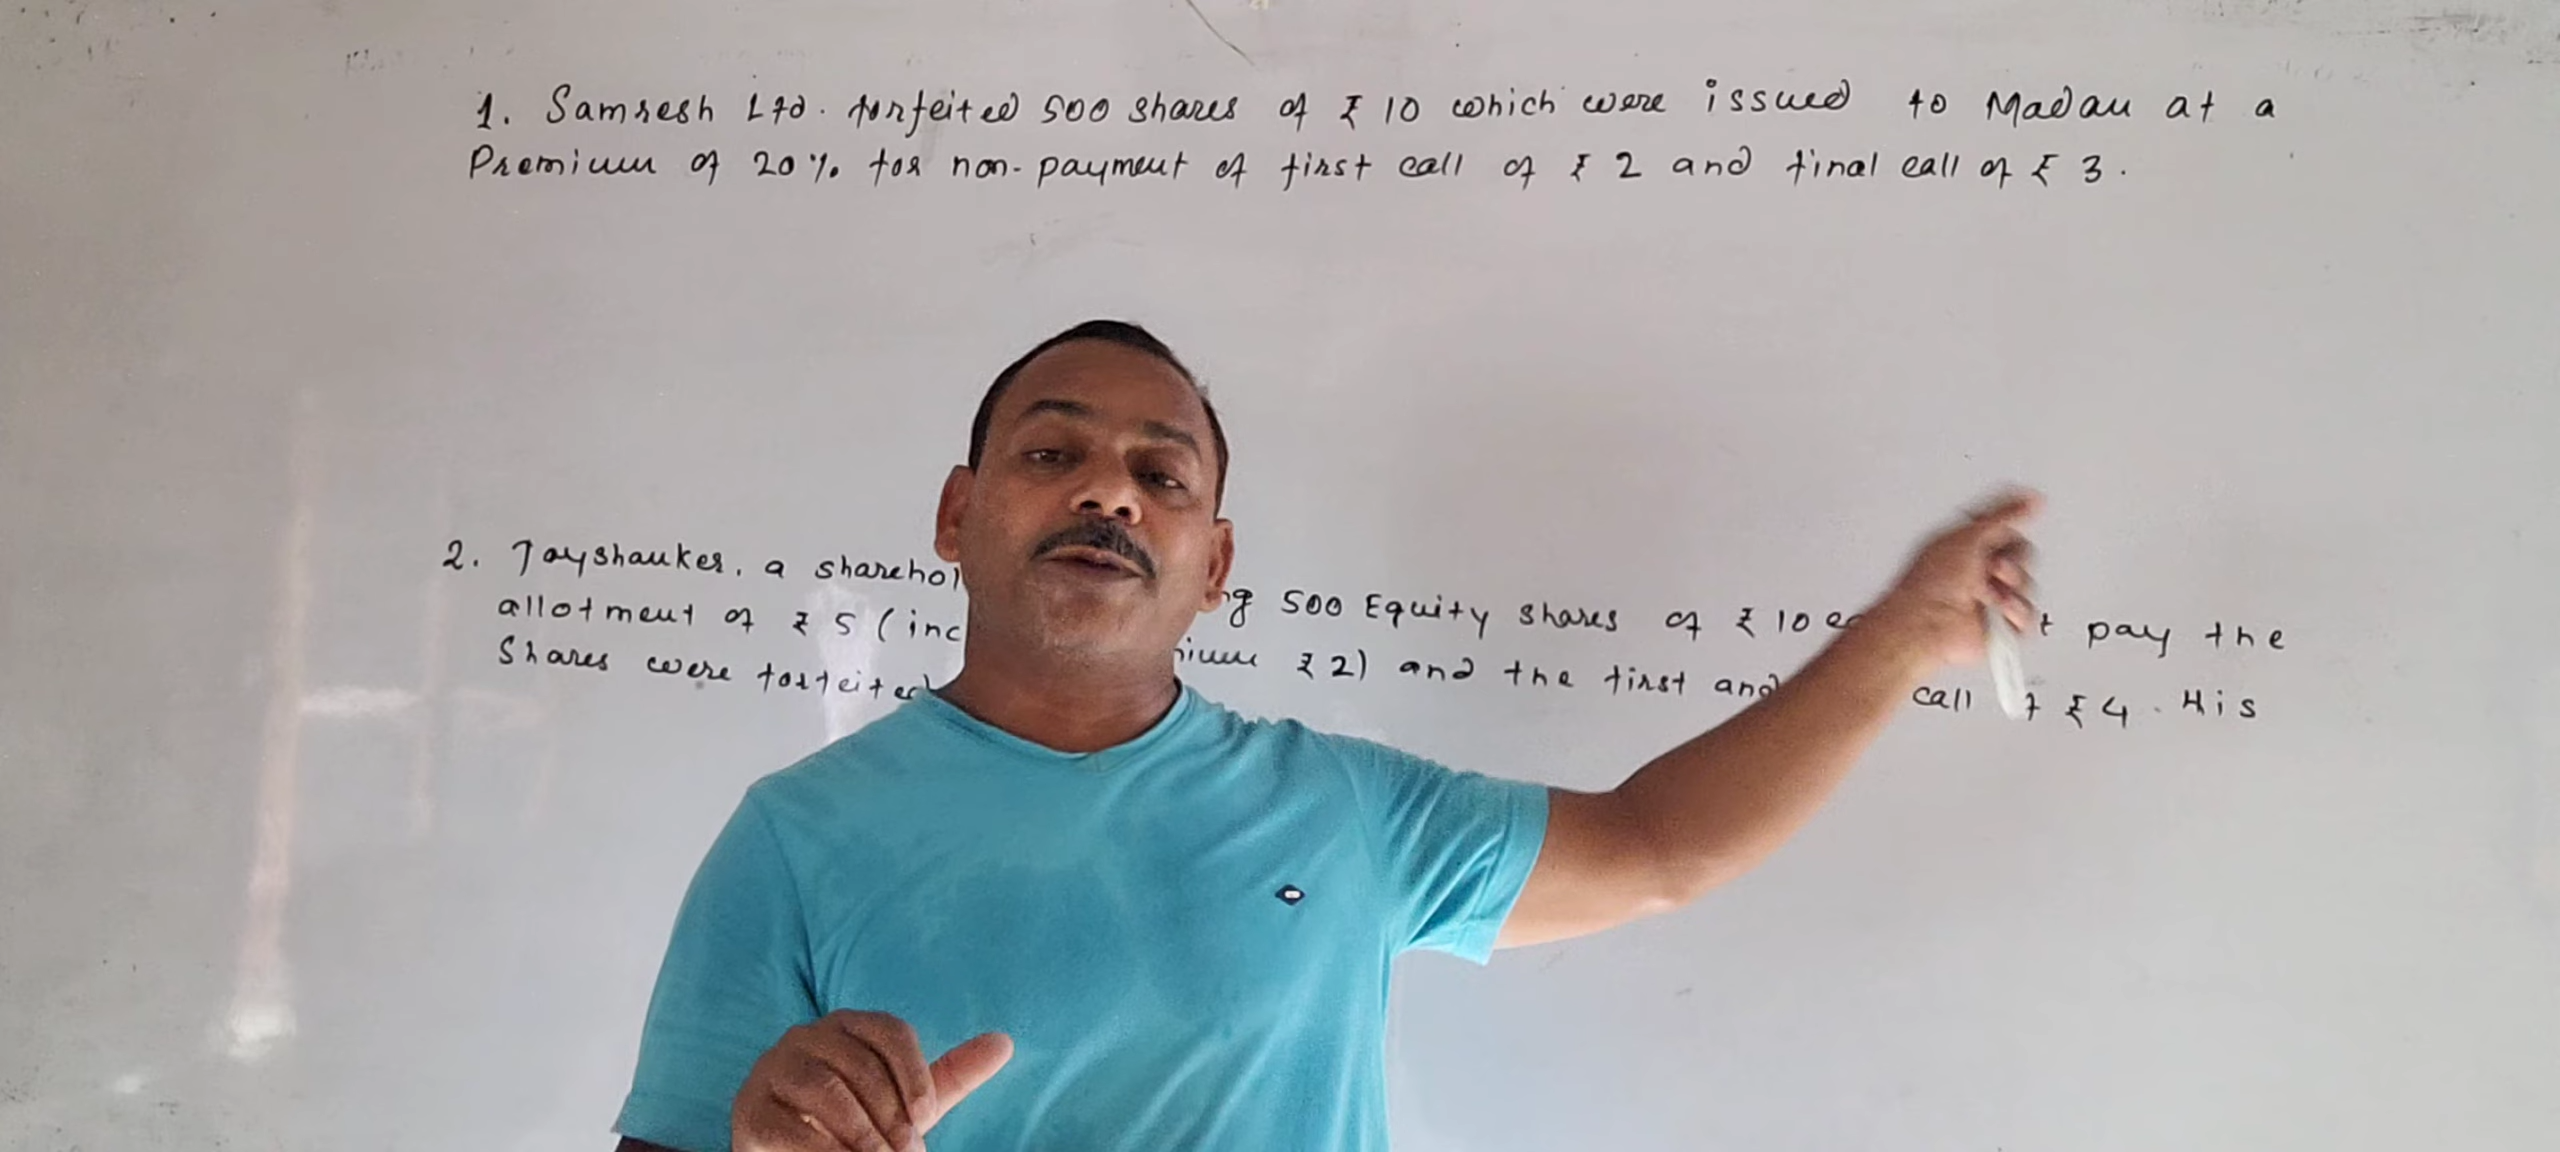 1. Samresh Ltd. forfeited 500 shares of ₹ 10 which were issued to Madan at a
Premium of 20% for non-payment of first call of ₹ 2 and final call of ₹ 3.
2. Jayshanker, a sharehol g 500 Equity shares of ₹ 10 pay the
allotment of ₹ 5 (inc ium ₹ 2) and the first and call of ₹ 4. His
Shares were forfeited